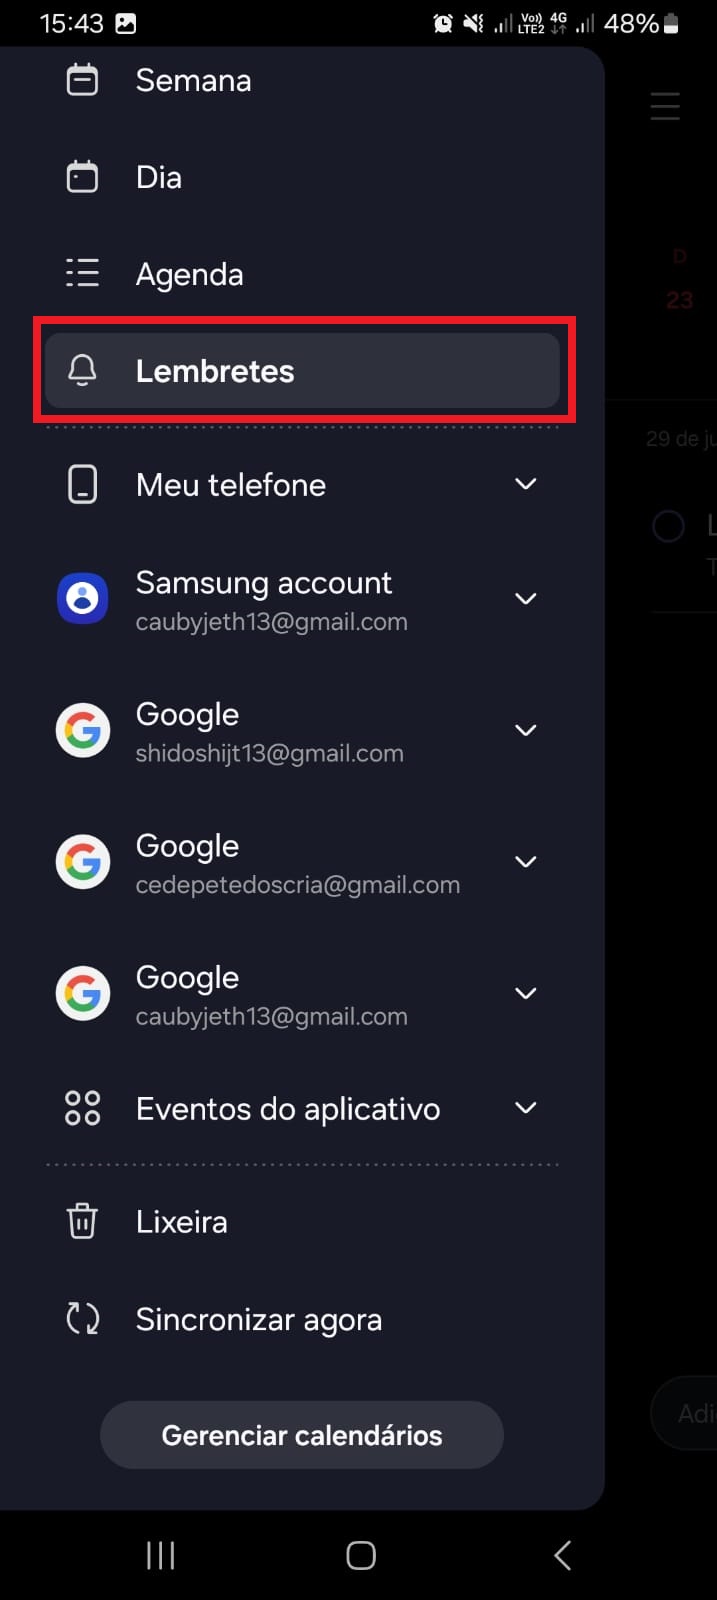 15:43
Vo)) 4G
LTE2
48%
Semana
Dia
Agenda
D
23
Lembretes
29 de ju
Meu telefone
Samsung account
caubyjeth13@gmail.com
Google
shidoshijt13@gmail.com
Google
cedepetedoscria@gmail.com
Google
caubyjeth13@gmail.com
Eventos do aplicativo
Lixeira
Sincronizar agora
Adi
Gerenciar calendários